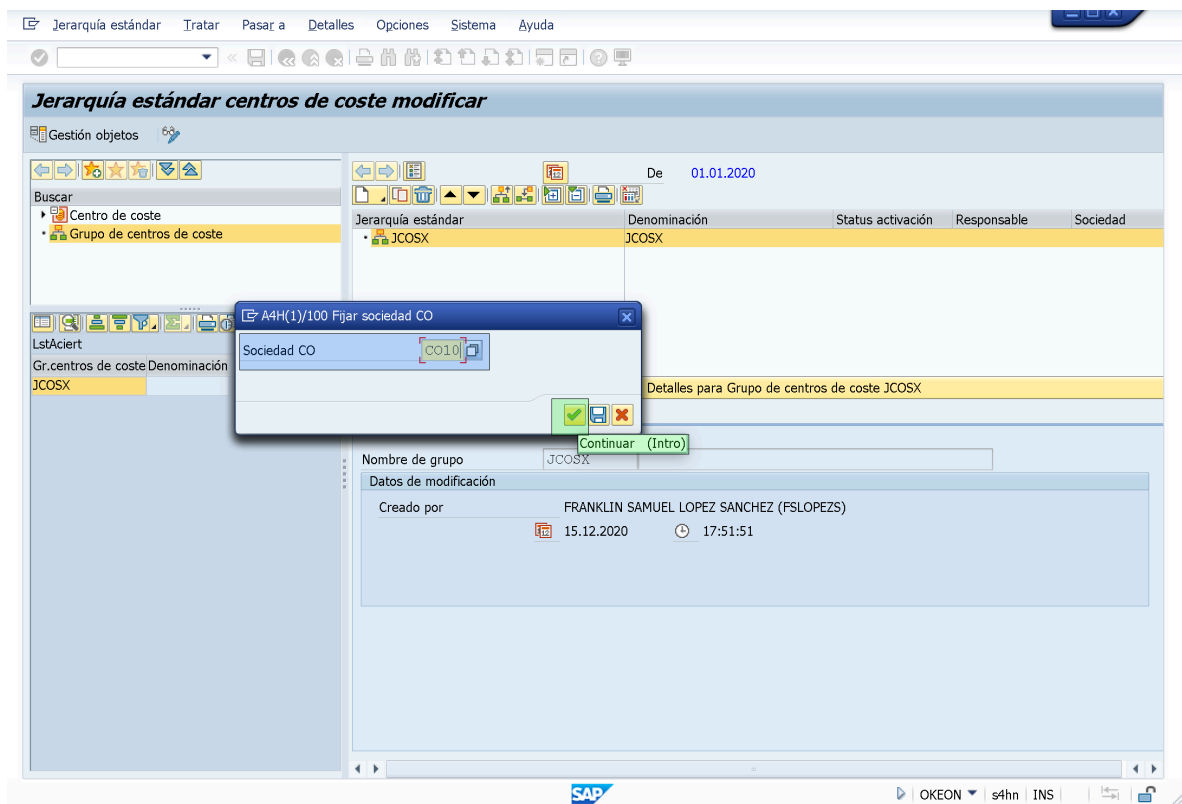 Jerarquía estándar Tratar Pasar a Detalles Opciones Sistema Ayuda
Jerarquía estándar centros de coste modificar
Gestión objetos
De 01.01.2020
Buscar
Centro de coste
Grupo de centros de coste
Jerarquía estándar Denominación Status activación Responsable Sociedad
JCOSX JCOSX
A4H(1)/100 Fijar sociedad CO
Sociedad CO CO10
Continuar (Intro)
LstAciert
Gr.centros de coste Denominación
JCOSX
Detalles para Grupo de centros de coste JCOSX
Nombre de grupo JCOSX
Datos de modificación
Creado por FRANKLIN SAMUEL LOPEZ SANCHEZ (FSLOPEZS)
15.12.2020 17:51:51
SAP OKEON s4hn INS